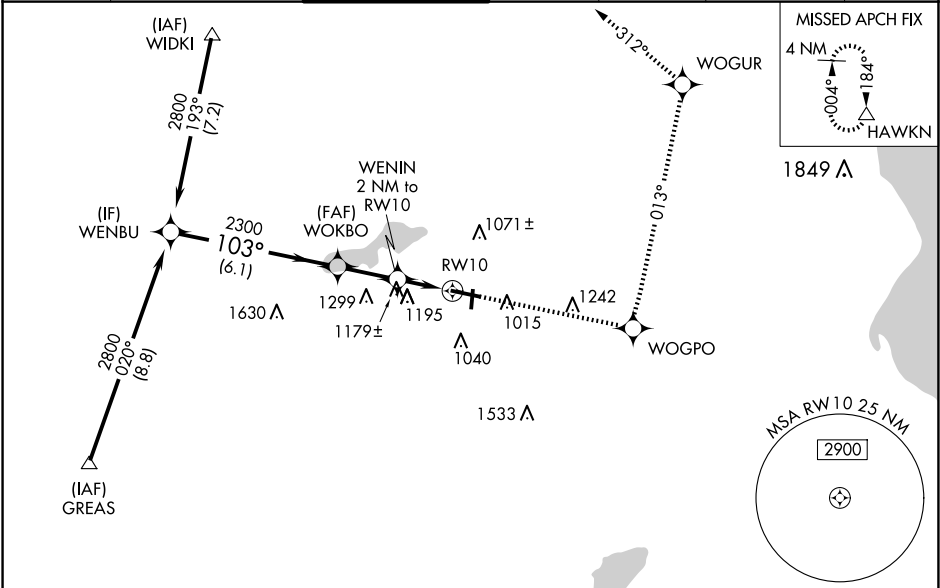 (IAF)
WIDKI
2800
193°
(7.2)
(IF)
WENBU
2300
103°
(6.1)
(FAF)
WOKBO
WENIN
2 NM to
RW10
RW10
1071±
312°
WOGUR
013°
WOGPO
MISSED APCH FIX
4 NM
004°
184°
HAWKN
1849
1630
1299
1179±
1195
1040
1015
1242
1533
2800
020°
(8.8)
(IAF)
GREAS
MSA RW10 25 NM
2900